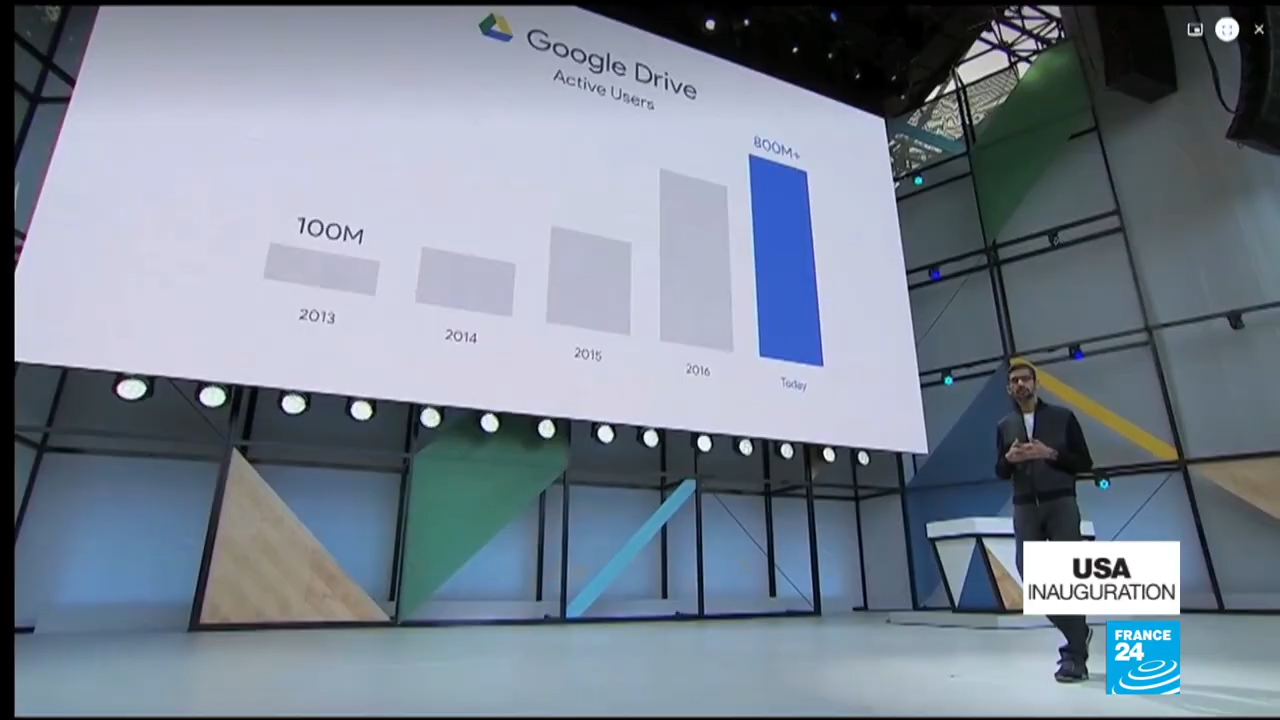 Google Drive
Active Users
800M+
100M
2013
2014
2015
2016
Today
USA
INAUGURATION
FRANCE
24